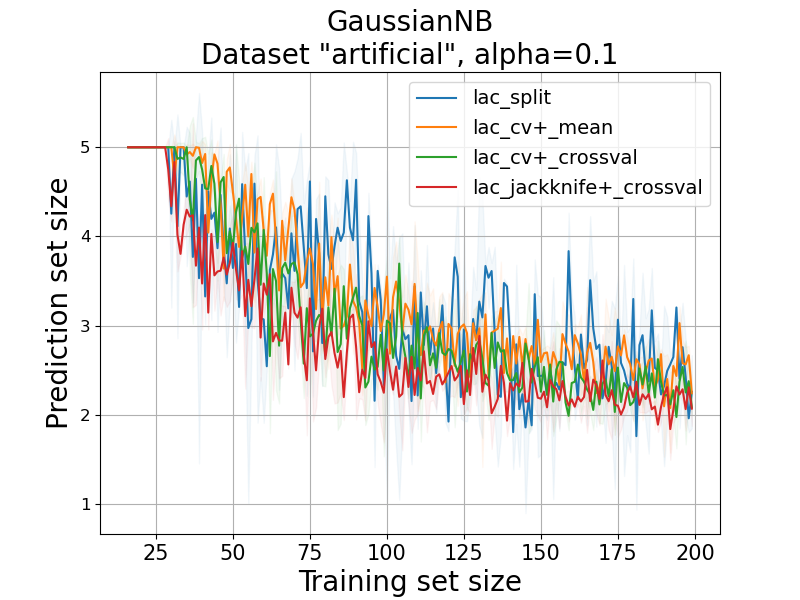 GaussianNB
Dataset "artificial", alpha=0.1
lac_split
lac_cv+_mean
lac_cv+_crossval
lac_jackknife+_crossval
Prediction set size
5
4
3
2
1
25 50 75 100 125 150 175 200
Training set size